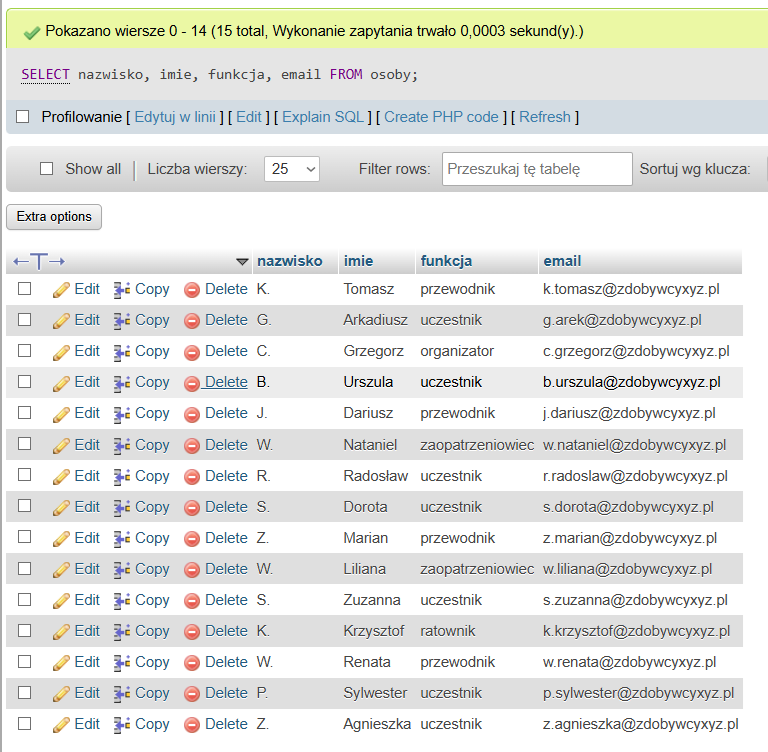 Pokazano wiersze 0 - 14 (15 total, Wykonanie zapytania trwało 0,0003 sekund(y).)
SELECT nazwisko, imie, funkcja, email FROM osoby;
Profilowanie [ Edytuj w linii ] [ Edit ] [ Explain SQL ] [ Create PHP code ] [ Refresh ]
Show all Liczba wierszy: 25 Filter rows: Przeszukaj tę tabelę Sortuj wg klucza:
Extra options
←T→ nazwisko imie funkcja email
Edit Copy Delete K. Tomasz przewodnik k.tomasz@zdobywcyxyz.pl
Edit Copy Delete G. Arkadiusz uczestnik g.arek@zdobywcyxyz.pl
Edit Copy Delete C. Grzegorz organizator c.grzegorz@zdobywcyxyz.pl
Edit Copy Delete B. Urszula uczestnik b.urszula@zdobywcyxyz.pl
Edit Copy Delete J. Dariusz przewodnik j.dariusz@zdobywcyxyz.pl
Edit Copy Delete W. Nataniel zaopatrzeniowiec w.nataniel@zdobywcyxyz.pl
Edit Copy Delete R. Radosław uczestnik r.radoslaw@zdobywcyxyz.pl
Edit Copy Delete S. Dorota uczestnik s.dorota@zdobywcyxyz.pl
Edit Copy Delete Z. Marian przewodnik z.marian@zdobywcyxyz.pl
Edit Copy Delete W. Liliana zaopatrzeniowiec w.liliana@zdobywcyxyz.pl
Edit Copy Delete S. Zuzanna uczestnik s.zuzanna@zdobywcyxyz.pl
Edit Copy Delete K. Krzysztof ratownik k.krzysztof@zdobywcyxyz.pl
Edit Copy Delete W. Renata przewodnik w.renata@zdobywcyxyz.pl
Edit Copy Delete P. Sylwester uczestnik p.sylwester@zdobywcyxyz.pl
Edit Copy Delete Z. Agnieszka uczestnik z.agnieszka@zdobywcyxyz.pl